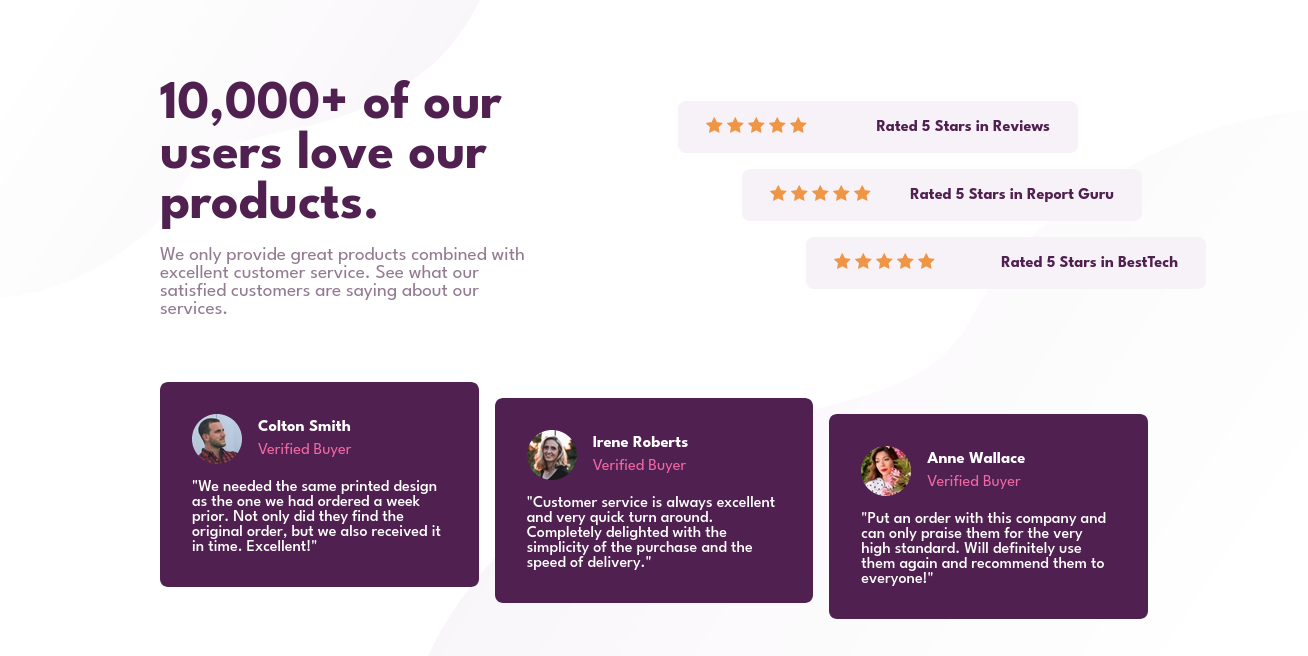 10,000+ of our
users love our
products.
We only provide great products combined with
excellent customer service. See what our
satisfied customers are saying about our
services.
Rated 5 Stars in Reviews
Rated 5 Stars in Report Guru
Rated 5 Stars in BestTech
Colton Smith
Verified Buyer
"We needed the same printed design
as the one we had ordered a week
prior. Not only did they find the
original order, but we also received it
in time. Excellent!"
Irene Roberts
Verified Buyer
"Customer service is always excellent
and very quick turn around.
Completely delighted with the
simplicity of the purchase and the
speed of delivery."
Anne Wallace
Verified Buyer
"Put an order with this company and
can only praise them for the very
high standard. Will definitely use
them again and recommend them to
everyone!"